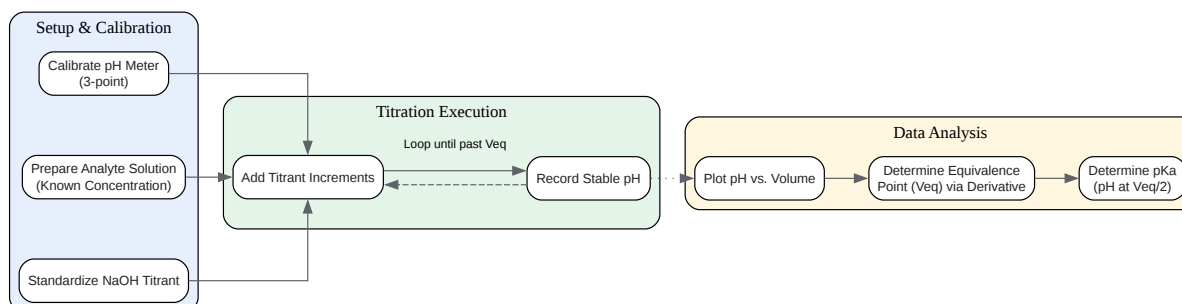 Setup & Calibration
Calibrate pH Meter
(3-point)
Prepare Analyte Solution
(Known Concentration)
Standardize NaOH Titrant
Titration Execution
Loop until past Veq
Add Titrant Increments
Record Stable pH
Data Analysis
Plot pH vs. Volume
Determine Equivalence
Point (Veq) via Derivative
Determine pKa
(pH at Veq/2)